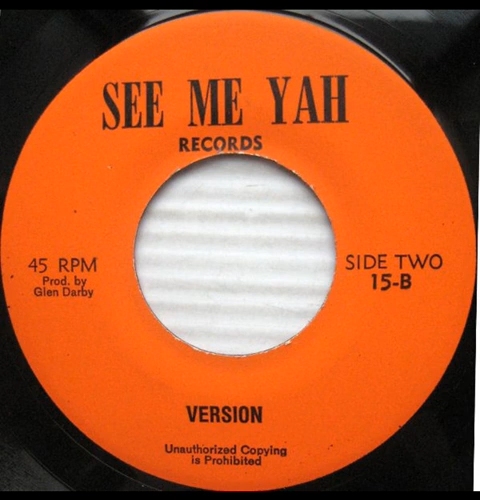 SEE ME YAH
RECORDS
45 RPM
Prod. by
Glen Darby
SIDE TWO
15-B
VERSION
Unauthorized Copying
is Prohibited